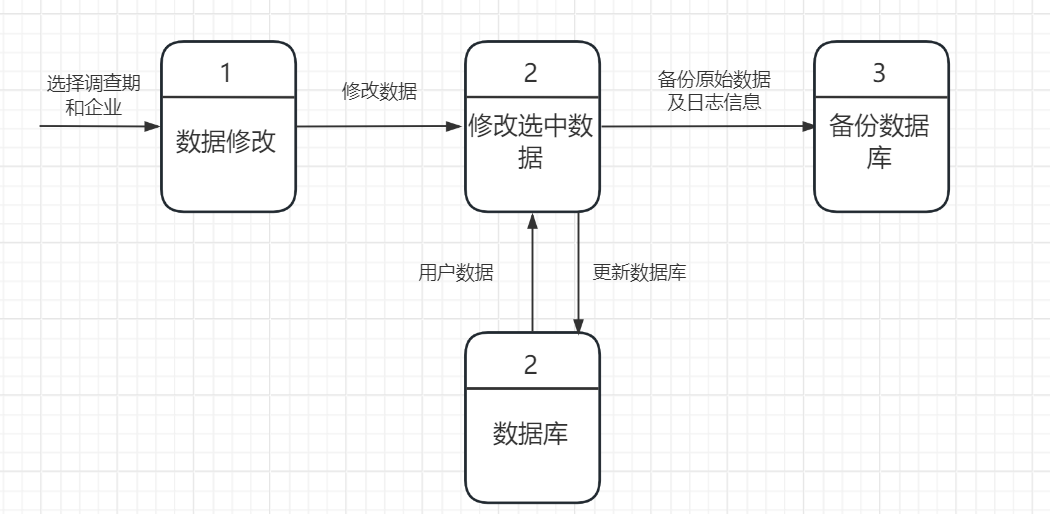 1
2
3
选择调查期
和企业
修改数据
备份原始数据
及日志信息
数据修改
修改选中数
据
备份数据
库
用户数据
更新数据库
2
数据库